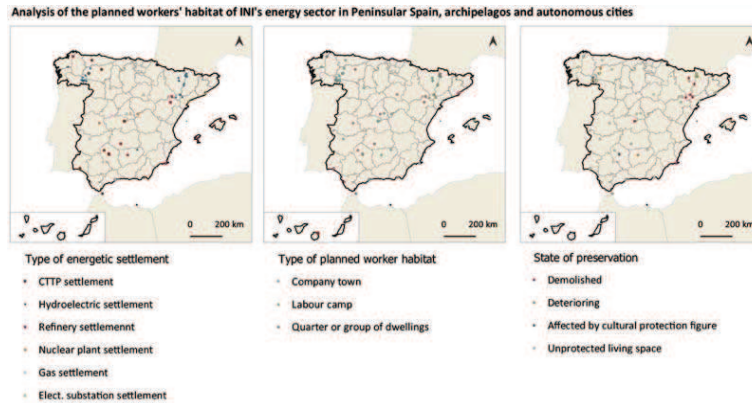 Analysis of the planned workers' habitat of INI's energy sector in Peninsular Spain, archipelagos and autonomous cities
0 200 km
0 200 km
0 200 km
Type of energetic settlement
CTTP settlement
Hydroelectric settlement
Refinery settlemennt
Nuclear plant settlement
Gas settlement
Elect. substation settlement
Type of planned worker habitat
Company town
Labour camp
Quarter or group of dwellings
State of preservation
Demolished
Deterioring
Affected by cultural protection figure
Unprotected living space